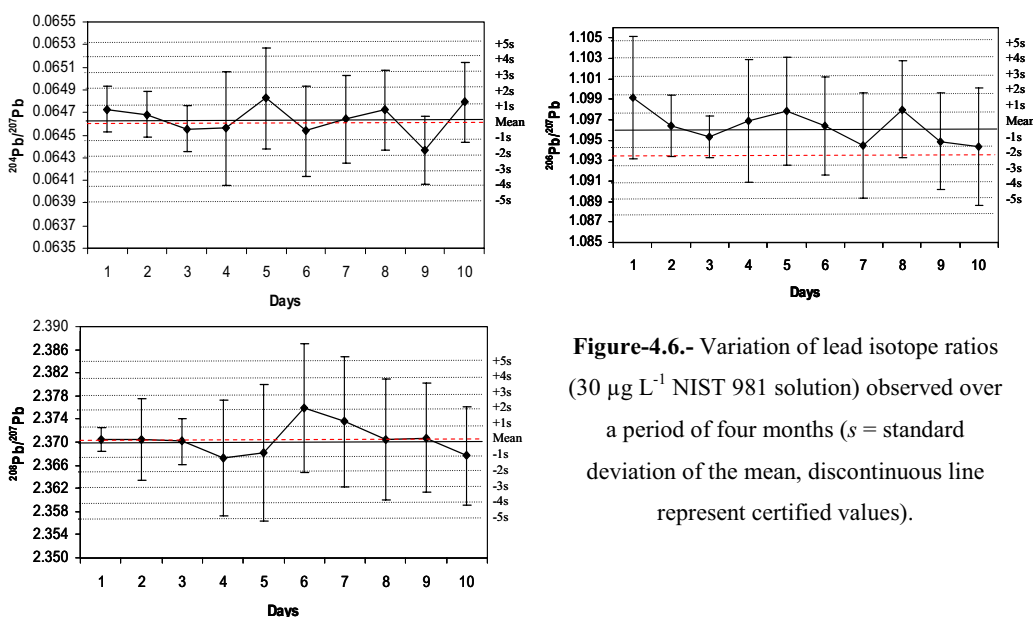 0.0655
0.0653
0.0651
0.0649
0.0647
0.0645
0.0643
0.0641
0.0639
0.0637
0.0635
²⁰⁴Pb/²⁰⁷Pb
+5s
+4s
+3s
+2s
+1s
Mean
-1s
-2s
-3s
-4s
-5s
1 2 3 4 5 6 7 8 9 10
Days
1.105
1.103
1.101
1.099
1.097
1.095
1.093
1.091
1.089
1.087
1.085
²⁰⁶Pb/²⁰⁷Pb
+5s
+4s
+3s
+2s
+1s
Mean
-1s
-2s
-3s
-4s
-5s
1 2 3 4 5 6 7 8 9 10
Days
2.390
2.386
2.382
2.378
2.374
2.370
2.366
2.362
2.358
2.354
2.350
²⁰⁸Pb/²⁰⁷Pb
+5s
+4s
+3s
+2s
+1s
Mean
-1s
-2s
-3s
-4s
-5s
1 2 3 4 5 6 7 8 9 10
Days
Figure-4.6.- Variation of lead isotope ratios
(30 µg L⁻¹ NIST 981 solution) observed over
a period of four months (s = standard
deviation of the mean, discontinuous line
represent certified values).